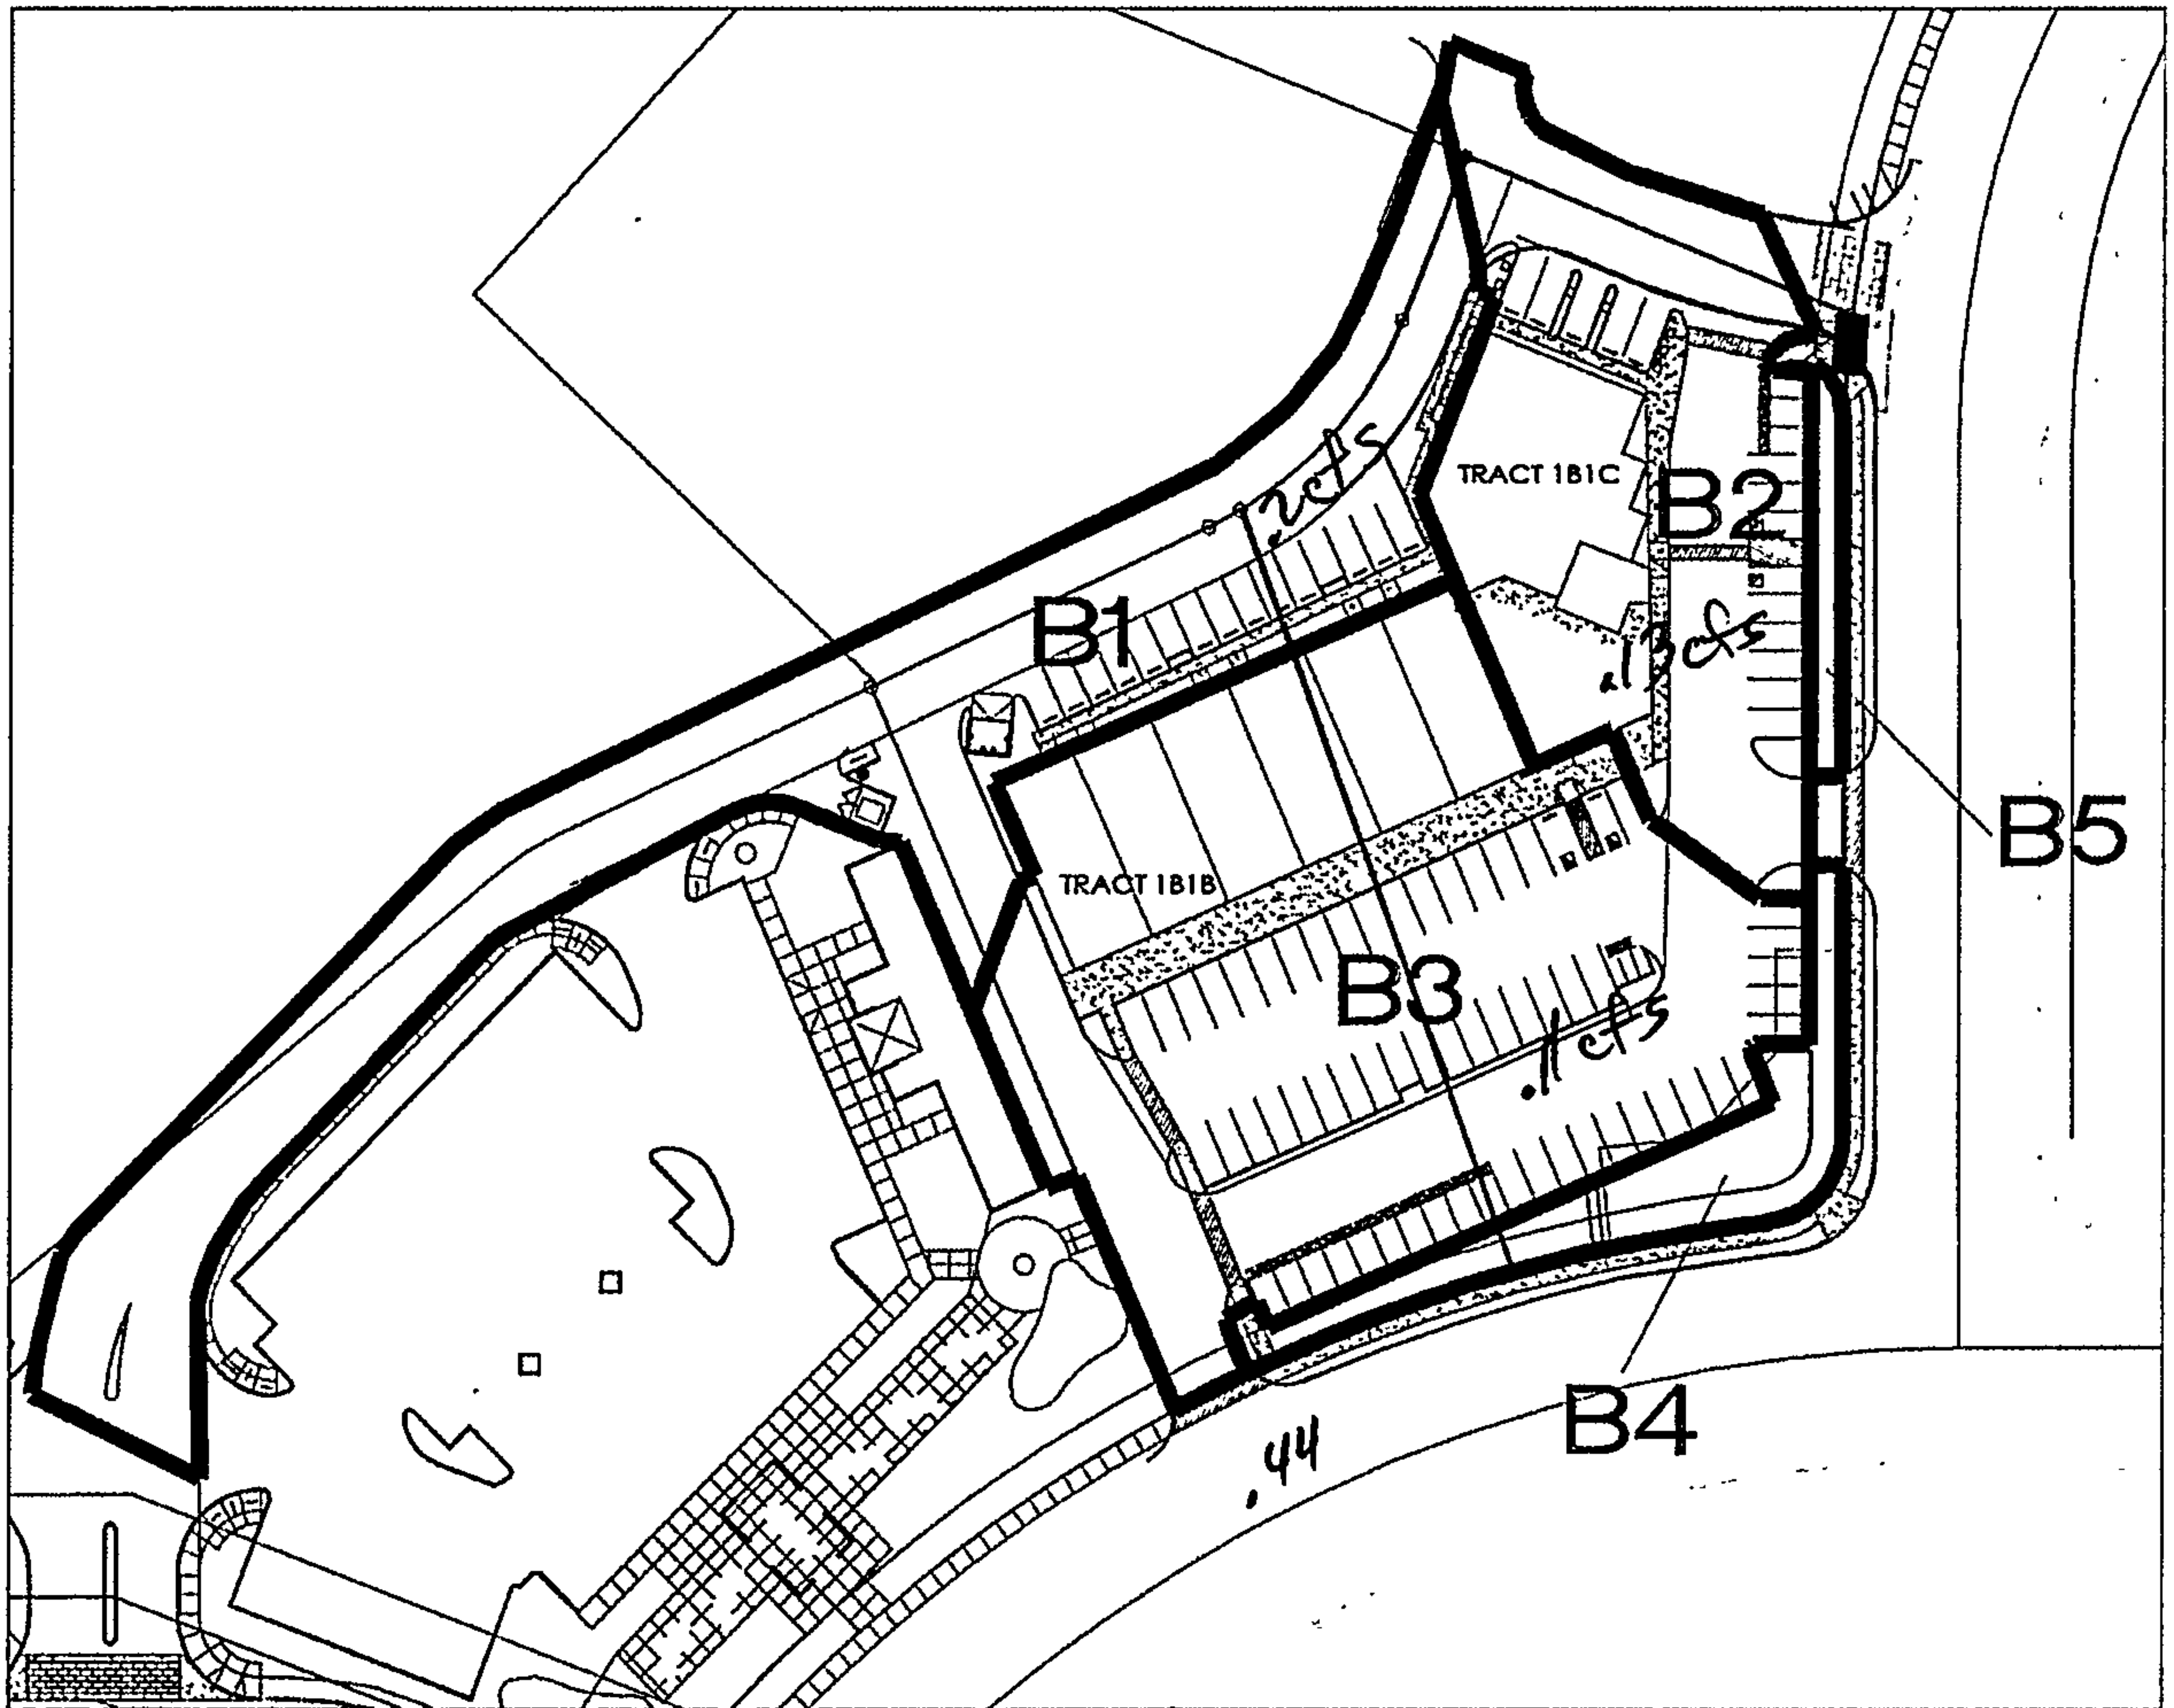 .2cfs
TRACT 1B1C
B2
B1
.13cfs
B5
TRACT 1B1B
B3
.11cfs
B4
.44